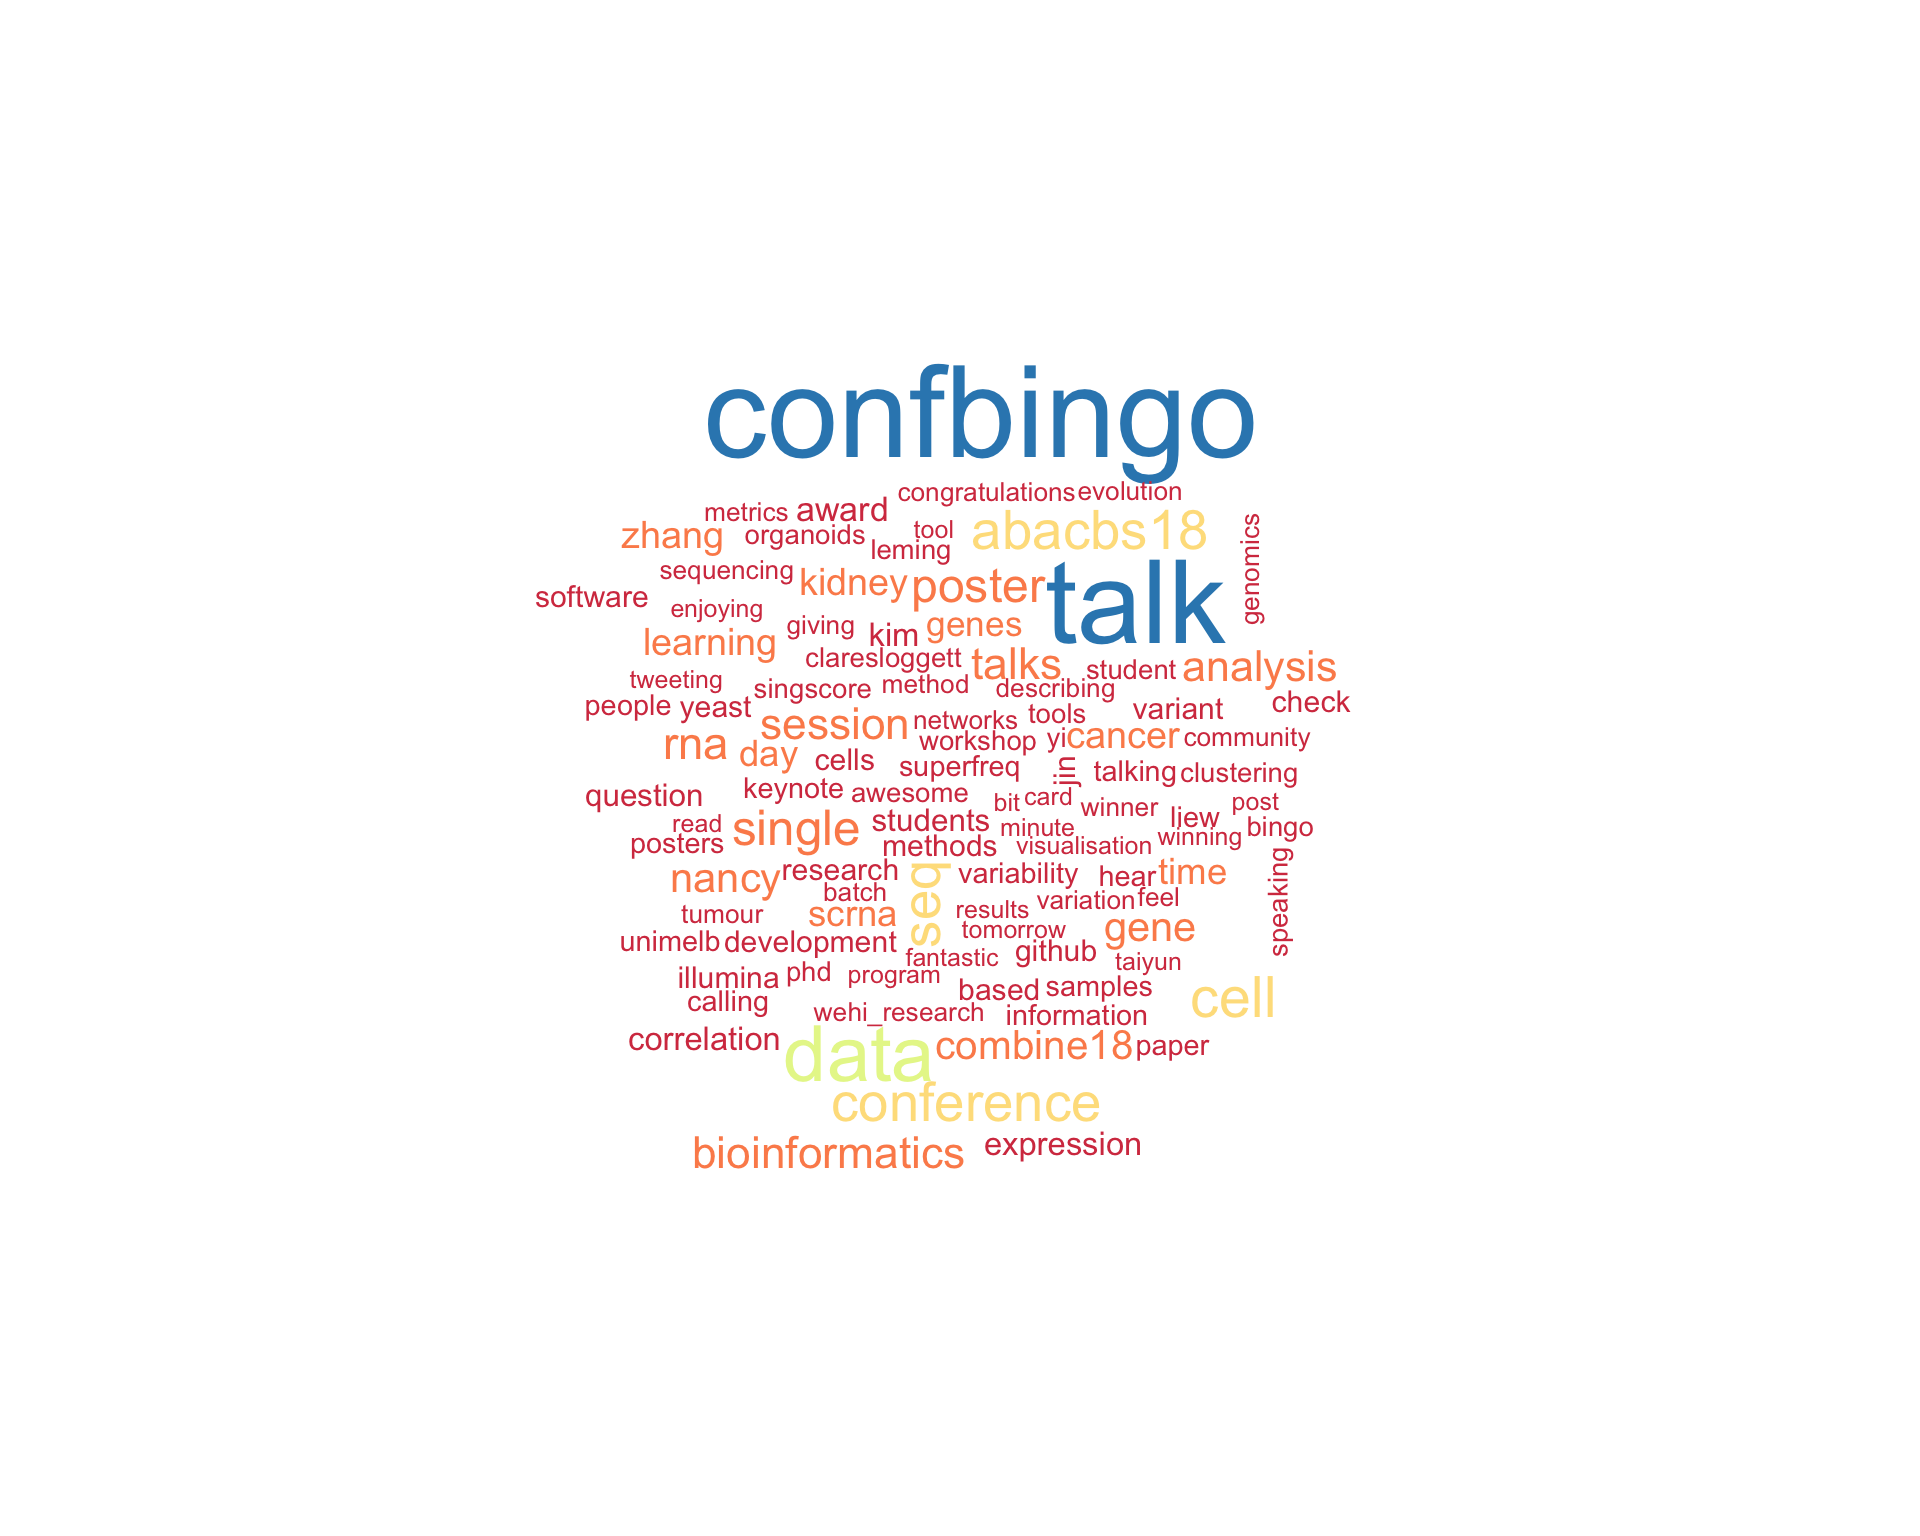 confbingo
congratulations evolution
metrics award
zhang organoids tool abacbs18
leming
genomics
sequencing kidney poster talk
software enjoying
giving kim genes
learning claresloggett talks student analysis
tweeting singscore method describing
people yeast variant check
session networks tools
rna day workshop yi cancer community
cells superfreq jin talking clustering
question keynote awesome bit card winner post
read single students minute liew bingo
posters methods visualisation winning
nancy research variability hear time
batch seq variation feel speaking
tumour scrna results gene
unimelb development tomorrow
fantastic github taiyun
illumina phd program based samples cell
calling wehi_research information
correlation data combine18 paper
conference
bioinformatics expression